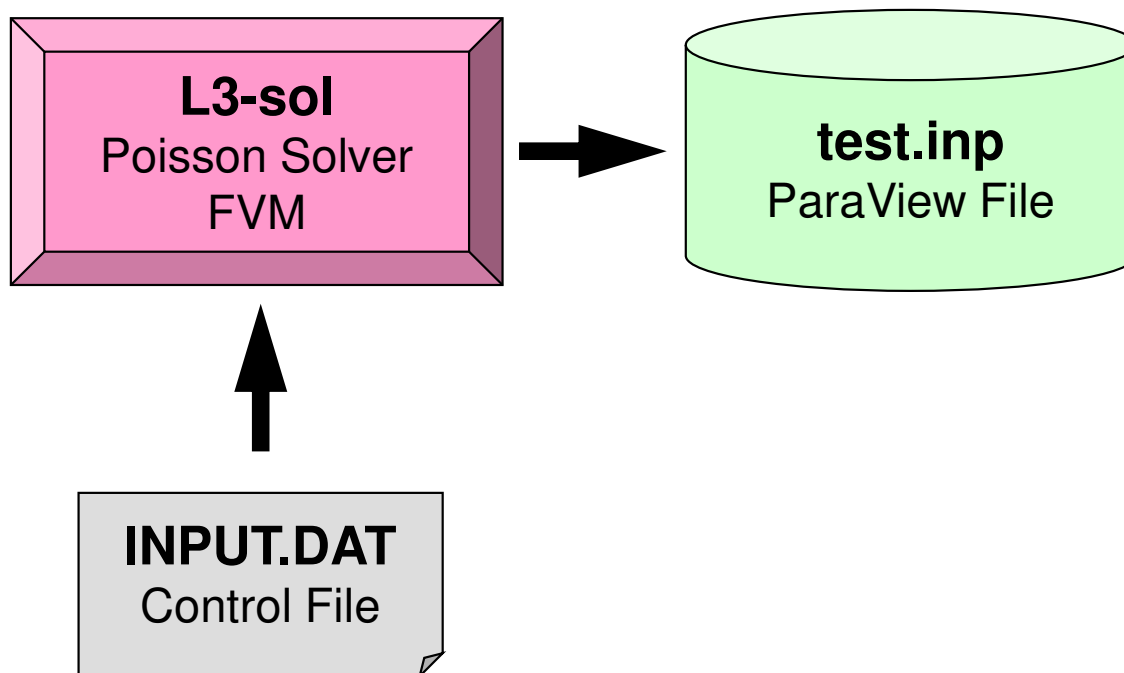 L3-sol
Poisson Solver
FVM
test.inp
ParaView File
INPUT.DAT
Control File